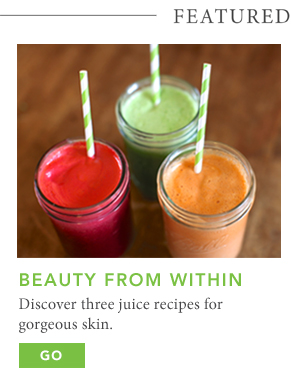 FEATURED
BEAUTY FROM WITHIN
Discover three juice recipes for
gorgeous skin.
GO